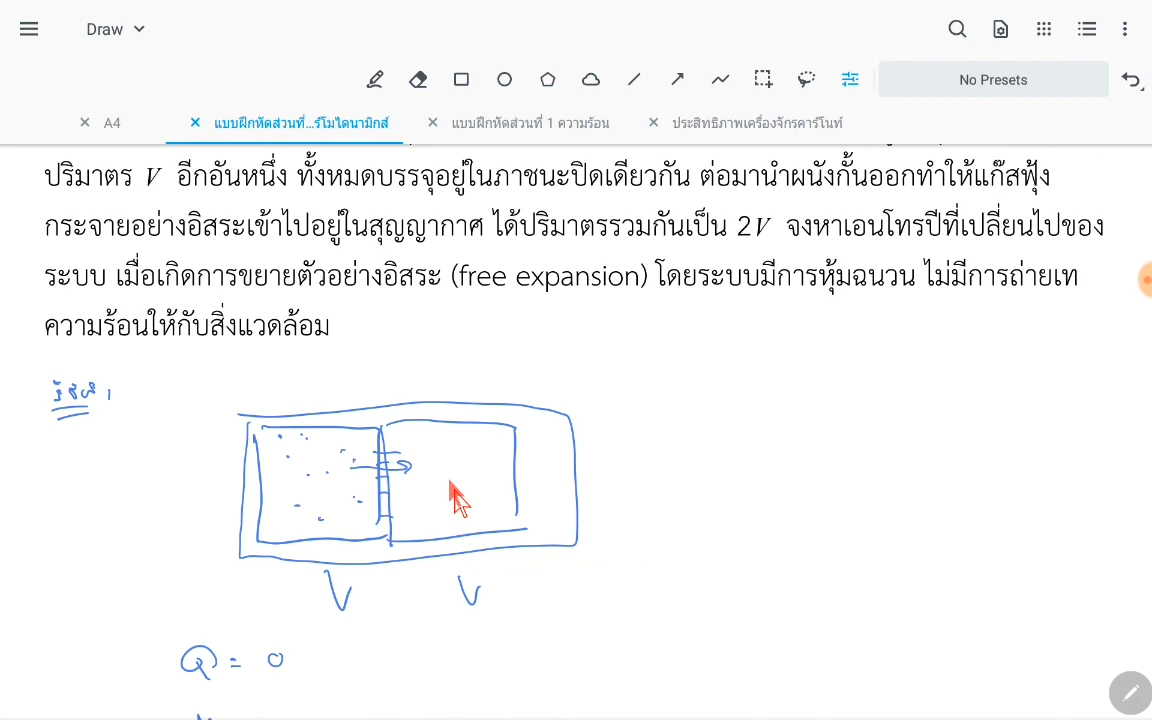 Draw
No Presets
A4
แบบฝึกหัดส่วนที่...ร์โมไดนามิกส์
แบบฝึกหัดส่วนที่ 1 ความร้อน
ประสิทธิภาพเครื่องจักรคาร์โนท์
ปริมาตร V อีกอันหนึ่ง ทั้งหมดบรรจุอยู่ในภาชนะปิดเดียวกัน ต่อมานำผนังกั้นออกทำให้แก๊สฟุ้ง
กระจายอย่างอิสระเข้าไปอยู่ในสุญญากาศ ได้ปริมาตรรวมกันเป็น 2V จงหาเอนโทรปีที่เปลี่ยนไปของ
ระบบ เมื่อเกิดการขยายตัวอย่างอิสระ (free expansion) โดยระบบมีการหุ้มฉนวน ไม่มีการถ่ายเท
ความร้อนให้กับสิ่งแวดล้อม
V V
Q = 0